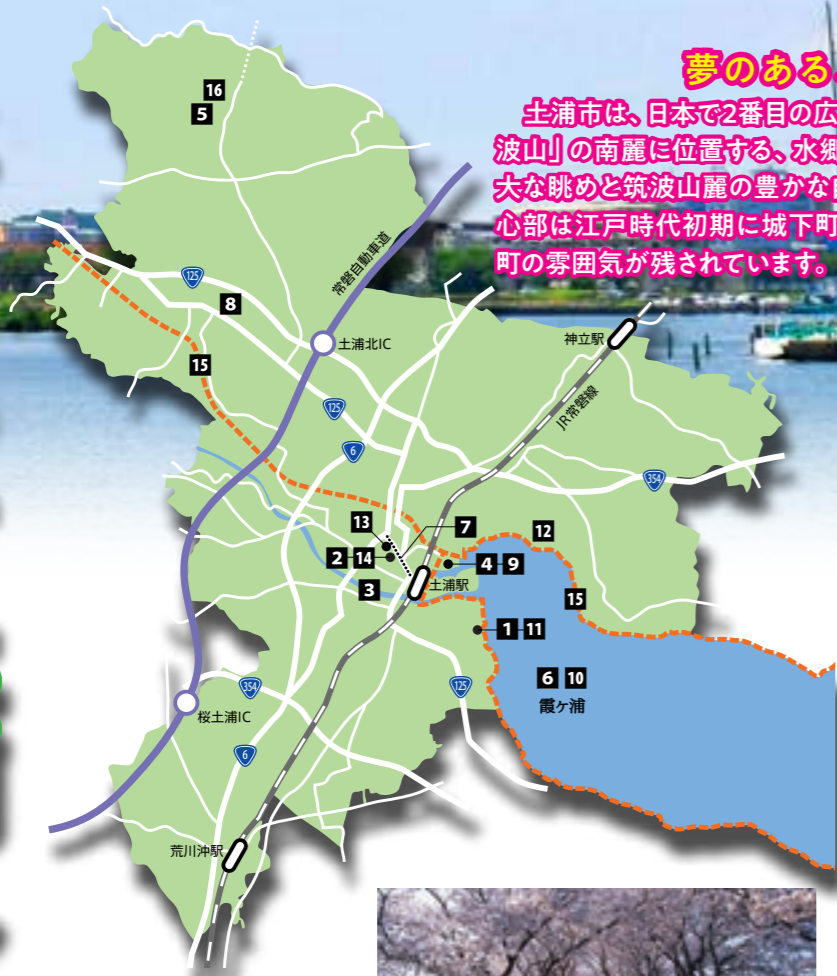 夢のある
土浦市は、日本で2番目の広
波山」の南麓に位置する、水郷
大な眺めと筑波山麓の豊かな
心部は江戸時代初期に城下町
町の雰囲気が残されています。
16
5
常磐自動車道
125
8
土浦北IC
神立駅
15
125
JR常磐線
6
354
13
7
12
2 14
4 9
3
土浦駅
15
1 11
6 10
霞ヶ浦
354
125
桜土浦IC
6
荒川沖駅